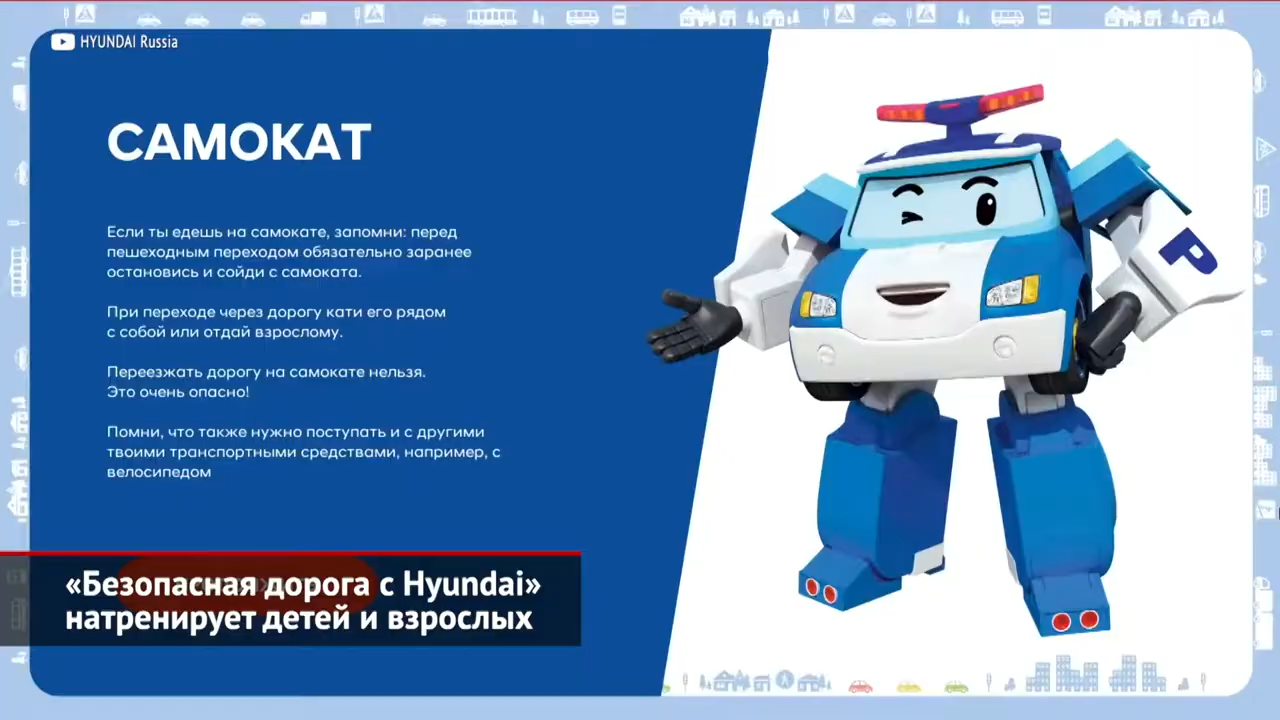 HYUNDAI Russia
САМОКАТ
Если ты едешь на самокате, запомни: перед
пешеходным переходом обязательно заранее
остановись и сойди с самоката.
При переходе через дорогу кати его рядом
с собой или отдай взрослому.
Переезжать дорогу на самокате нельзя.
Это очень опасно!
Помни, что также нужно поступать и с другими
твоими транспортными средствами, например, с
велосипедом
P
«Безопасная дорога с Hyundai»
натренирует детей и взрослых